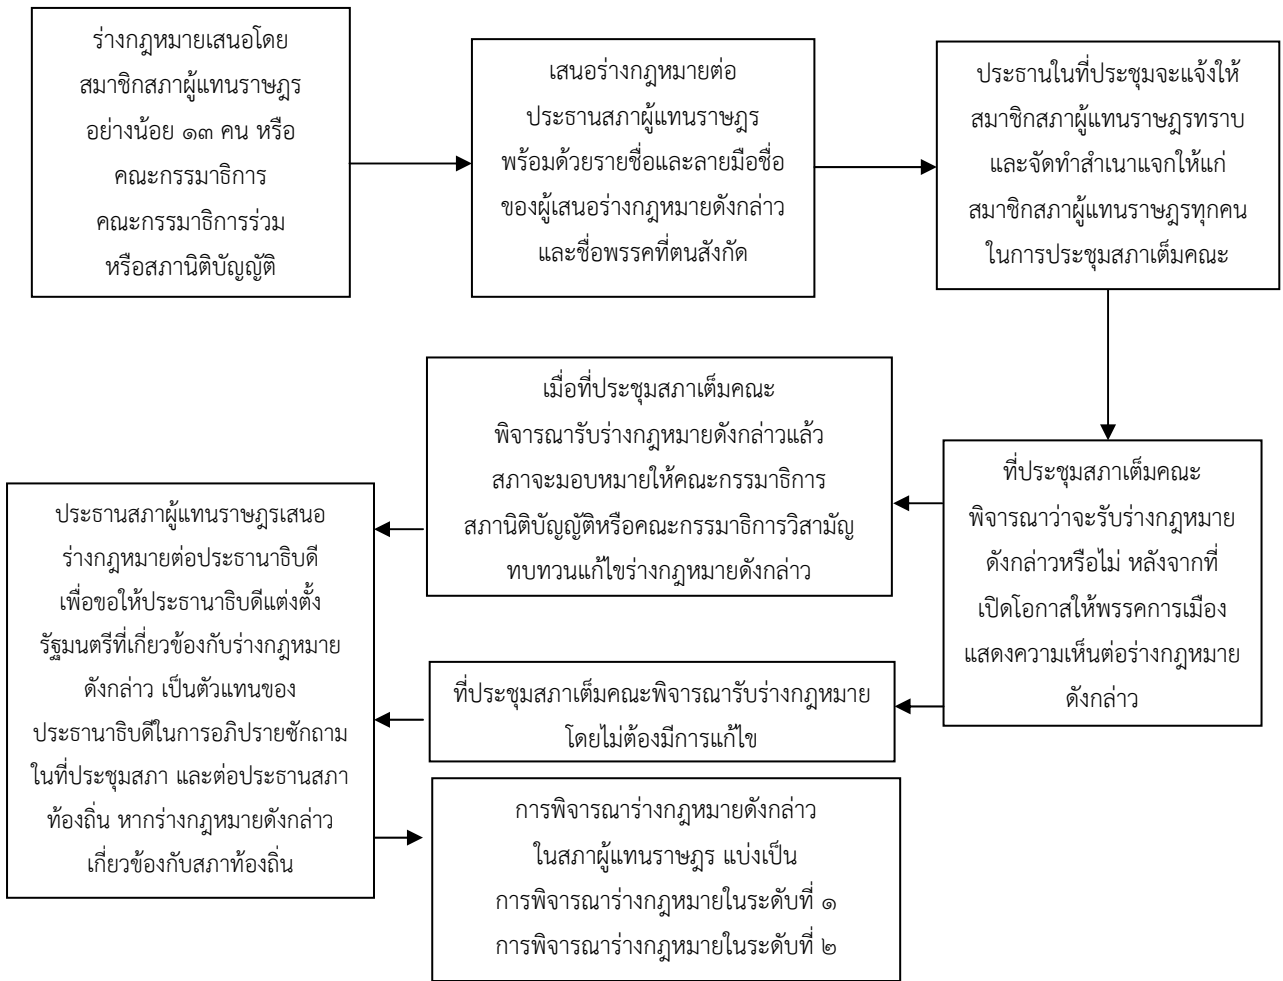 ร่างกฎหมายเสนอโดย
สมาชิกสภาผู้แทนราษฎร
อย่างน้อย ๑๓ คน หรือ
คณะกรรมาธิการ
คณะกรรมาธิการร่วม
หรือสภานิติบัญญัติ
เสนอร่างกฎหมายต่อ
ประธานสภาผู้แทนราษฎร
พร้อมด้วยรายชื่อและลายมือชื่อ
ของผู้เสนอร่างกฎหมายดังกล่าว
และชื่อพรรคที่ตนสังกัด
ประธานในที่ประชุมจะแจ้งให้
สมาชิกสภาผู้แทนราษฎรทราบ
และจัดทำสำเนาแจกให้แก่
สมาชิกสภาผู้แทนราษฎรทุกคน
ในการประชุมสภาเต็มคณะ
ที่ประชุมสภาเต็มคณะ
พิจารณาว่าจะรับร่างกฎหมาย
ดังกล่าวหรือไม่ หลังจากที่
เปิดโอกาสให้พรรคการเมือง
แสดงความเห็นต่อร่างกฎหมาย
ดังกล่าว
เมื่อที่ประชุมสภาเต็มคณะ
พิจารณารับร่างกฎหมายดังกล่าวแล้ว
สภาจะมอบหมายให้คณะกรรมาธิการ
สภานิติบัญญัติหรือคณะกรรมาธิการวิสามัญ
ทบทวนแก้ไขร่างกฎหมายดังกล่าว
ที่ประชุมสภาเต็มคณะพิจารณารับร่างกฎหมาย
โดยไม่ต้องมีการแก้ไข
ประธานสภาผู้แทนราษฎรเสนอ
ร่างกฎหมายต่อประธานาธิบดี
เพื่อขอให้ประธานาธิบดีแต่งตั้ง
รัฐมนตรีที่เกี่ยวข้องกับร่างกฎหมาย
ดังกล่าว เป็นตัวแทนของ
ประธานาธิบดีในการอภิปรายซักถาม
ในที่ประชุมสภา และต่อประธานสภา
ท้องถิ่น หากร่างกฎหมายดังกล่าว
เกี่ยวข้องกับสภาท้องถิ่น
การพิจารณาร่างกฎหมายดังกล่าว
ในสภาผู้แทนราษฎร แบ่งเป็น
การพิจารณาร่างกฎหมายในระดับที่ ๑
การพิจารณาร่างกฎหมายในระดับที่ ๒